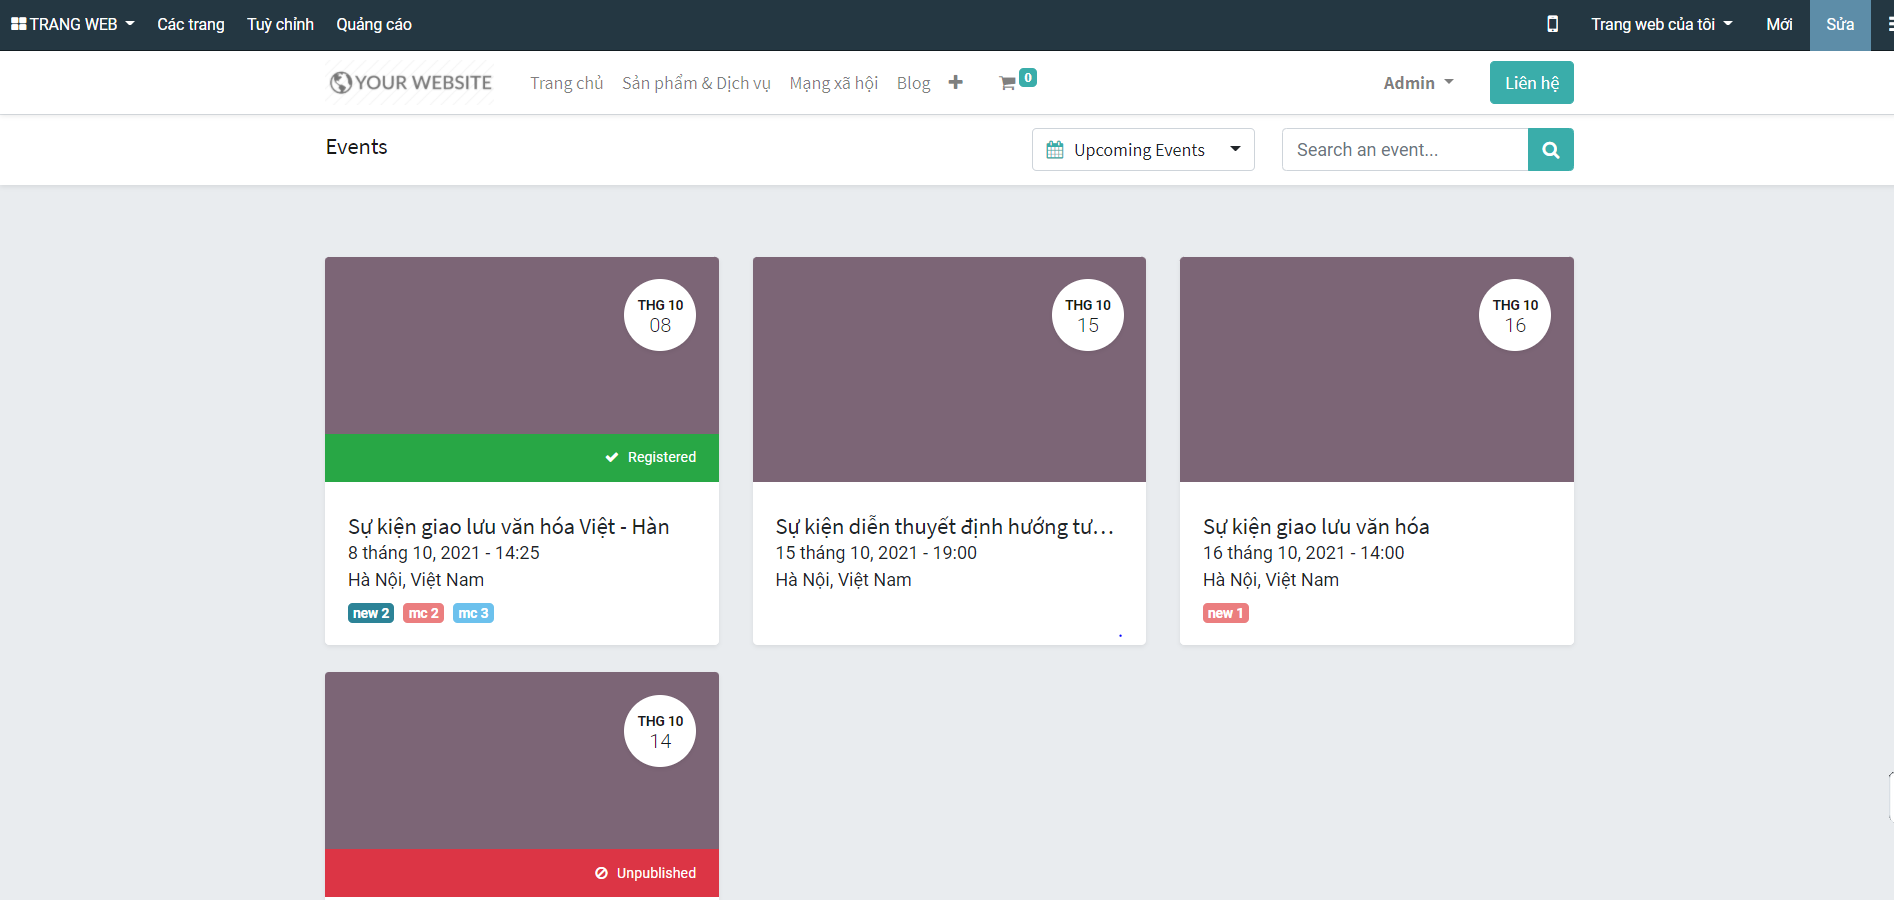 TRANG WEB Các trang Tuỳ chỉnh Quảng cáo Trang web của tôi Mới Sửa
YOUR WEBSITE Trang chủ Sản phẩm & Dịch vụ Mạng xã hội Blog 0 Admin Liên hệ
Events Upcoming Events Search an event...
THG 10
08
Registered
Sự kiện giao lưu văn hóa Việt - Hàn
8 tháng 10, 2021 - 14:25
Hà Nội, Việt Nam
new 2 mc 2 mc 3
THG 10
15
Sự kiện diễn thuyết định hướng tư...
15 tháng 10, 2021 - 19:00
Hà Nội, Việt Nam
THG 10
16
Sự kiện giao lưu văn hóa
16 tháng 10, 2021 - 14:00
Hà Nội, Việt Nam
new 1
THG 10
14
Unpublished